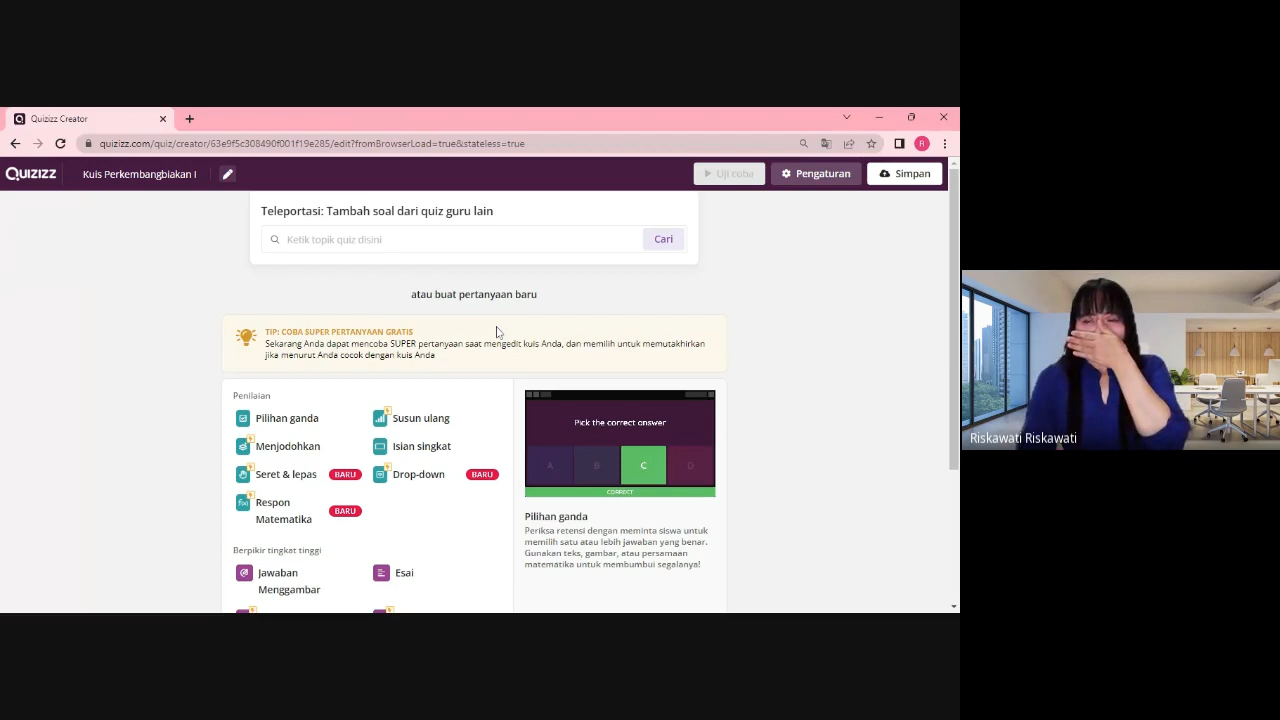 Quizizz Creator
quizizz.com/quiz/creator/63e9f5c308490f001f19e285/edit?fromBrowserLoad=true&stateless=true
Quizizz
Kuis Perkembangbiakan I
Uji coba
Pengaturan
Simpan
Teleportasi: Tambah soal dari quiz guru lain
Ketik topik quiz disini
Cari
atau buat pertanyaan baru
TIP: COBA SUPER PERTANYAAN GRATIS
Sekarang Anda dapat mencoba SUPER pertanyaan saat mengedit kuis Anda, dan memilih untuk memutakhirkan
jika menurut Anda cocok dengan kuis Anda
Penilaian
Pilihan ganda
Susun ulang
Menjodohkan
Isian singkat
Seret & lepas BARU
Drop-down BARU
f(x) Respon
Matematika
BARU
Berpikir tingkat tinggi
Jawaban
Menggambar
Esai
Pick the correct answer
A B C D
CORRECT
Pilihan ganda
Periksa retensi dengan meminta siswa untuk
memilih satu atau lebih jawaban yang benar.
Gunakan teks, gambar, atau persamaan
matematika untuk membumbui segalanya!
Riskawati Riskawati